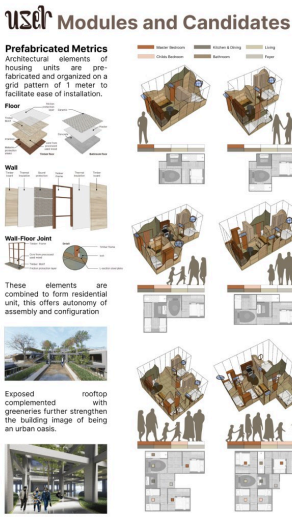 user Modules and Candidates
Prefabricated Metrics
Architectural elements of
housing units are pre-
fabricated and organized on a
grid pattern of 1 meter to
facilitate ease of installation.
Floor
Wall
Wall-Floor Joint
These elements are
combined to form residential
unit, this offers autonomy of
assembly and configuration
Exposed rooftop
complemented with
greeneries further strengthen
the building image of being
an urban oasis.
Master Bedroom
Kitchen & Dining
Living
Childs Bedroom
Bathroom
Foyer